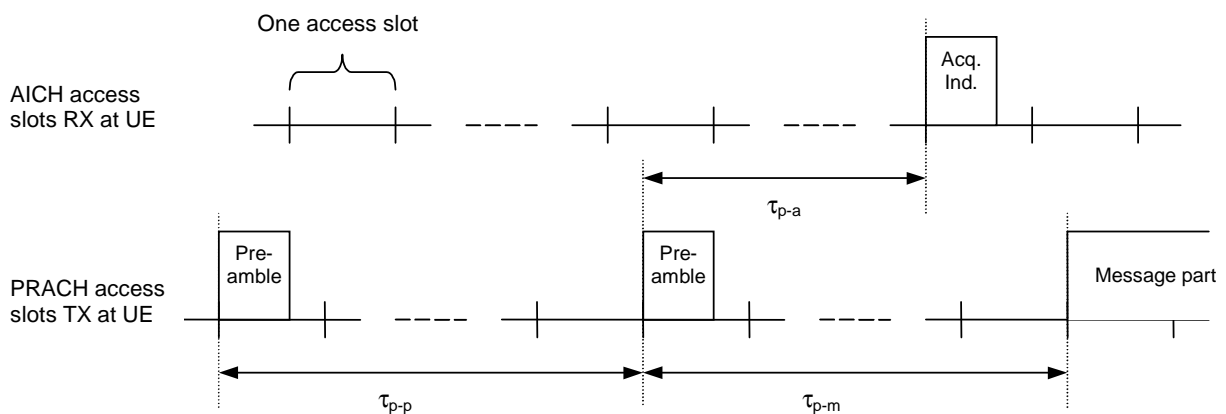 One access slot
Acq.
Ind.
AICH access
slots RX at UE
τp-a
Pre-
amble
Pre-
amble
Message part
PRACH access
slots TX at UE
τp-p
τp-m